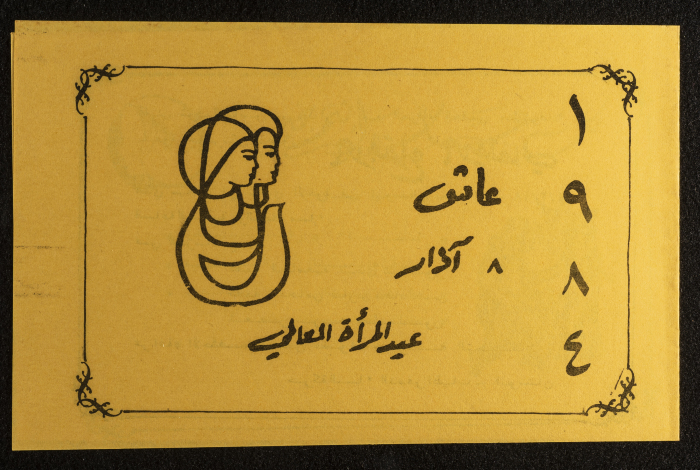 ١
٩
٨
٤
عاش
٨ آذار
عيد المرأة العالمي